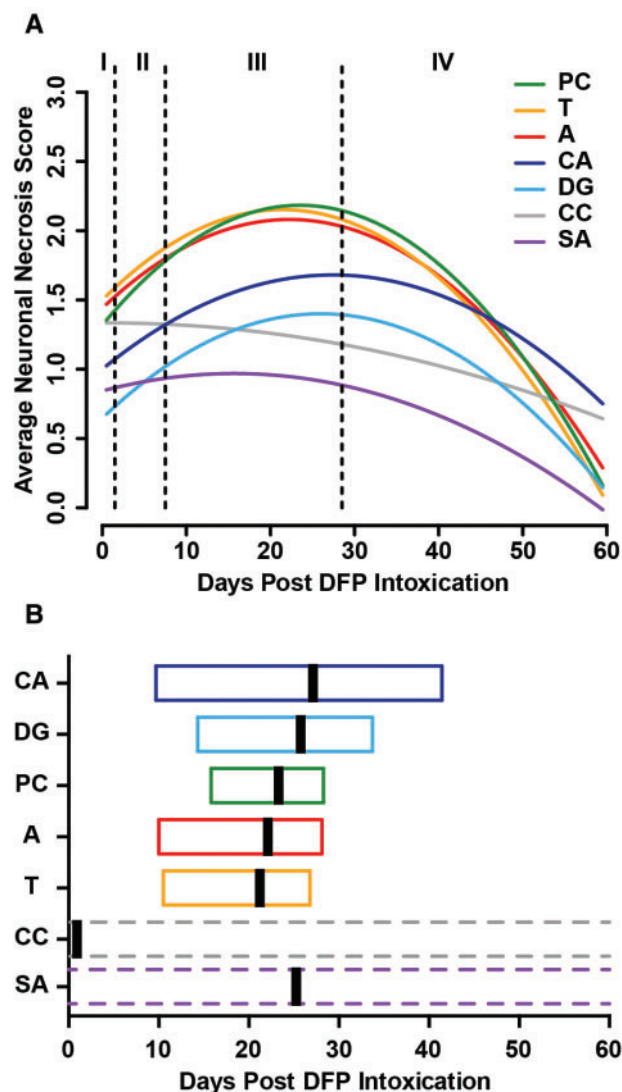 A
I II III IV
PC
T
A
CA
DG
CC
SA
Average Neuronal Necrosis Score
3.0
2.5
2.0
1.5
1.0
0.5
0.0
0 10 20 30 40 50 60
Days Post DFP Intoxication
B
CA
DG
PC
A
T
CC
SA
0 10 20 30 40 50 60
Days Post DFP Intoxication